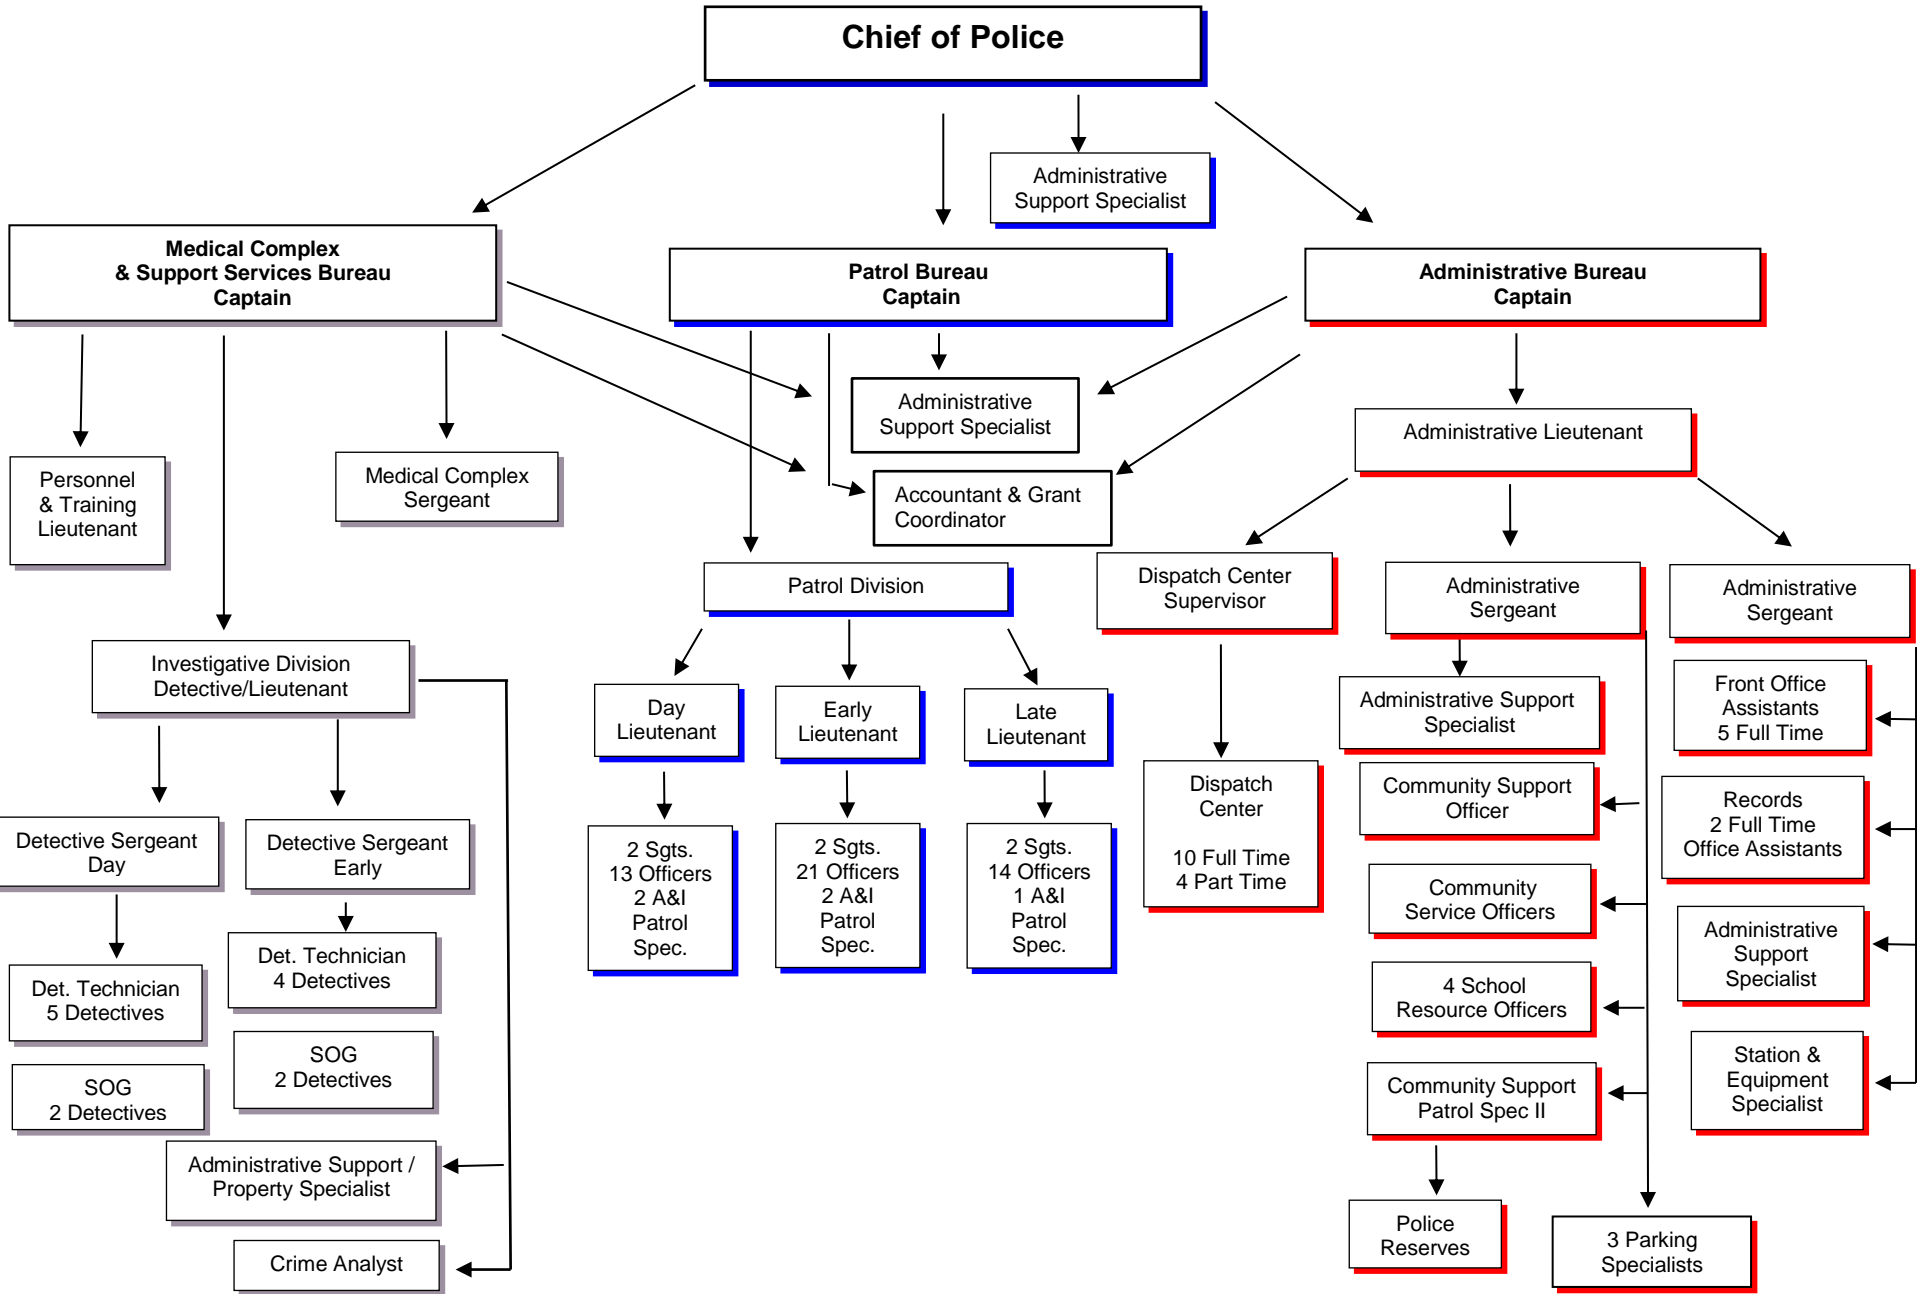 Chief of Police
Administrative
Support Specialist
Medical Complex
& Support Services Bureau
Captain
Patrol Bureau
Captain
Administrative Bureau
Captain
Administrative
Support Specialist
Administrative Lieutenant
Personnel
& Training
Lieutenant
Medical Complex
Sergeant
Accountant & Grant
Coordinator
Patrol Division
Dispatch Center
Supervisor
Administrative
Sergeant
Administrative
Sergeant
Investigative Division
Detective/Lieutenant
Day
Lieutenant
Early
Lieutenant
Late
Lieutenant
Administrative Support
Specialist
Front Office
Assistants
5 Full Time
Detective Sergeant
Day
Detective Sergeant
Early
2 Sgts.
13 Officers
2 A&I
Patrol
Spec.
2 Sgts.
21 Officers
2 A&I
Patrol
Spec.
2 Sgts.
14 Officers
1 A&I
Patrol
Spec.
Dispatch
Center
10 Full Time
4 Part Time
Community Support
Officer
Records
2 Full Time
Office Assistants
Community
Service Officers
Administrative
Support
Specialist
Det. Technician
5 Detectives
Det. Technician
4 Detectives
4 School
Resource Officers
SOG
2 Detectives
SOG
2 Detectives
Community Support
Patrol Spec II
Station &
Equipment
Specialist
Administrative Support /
Property Specialist
Crime Analyst
Police
Reserves
3 Parking
Specialists